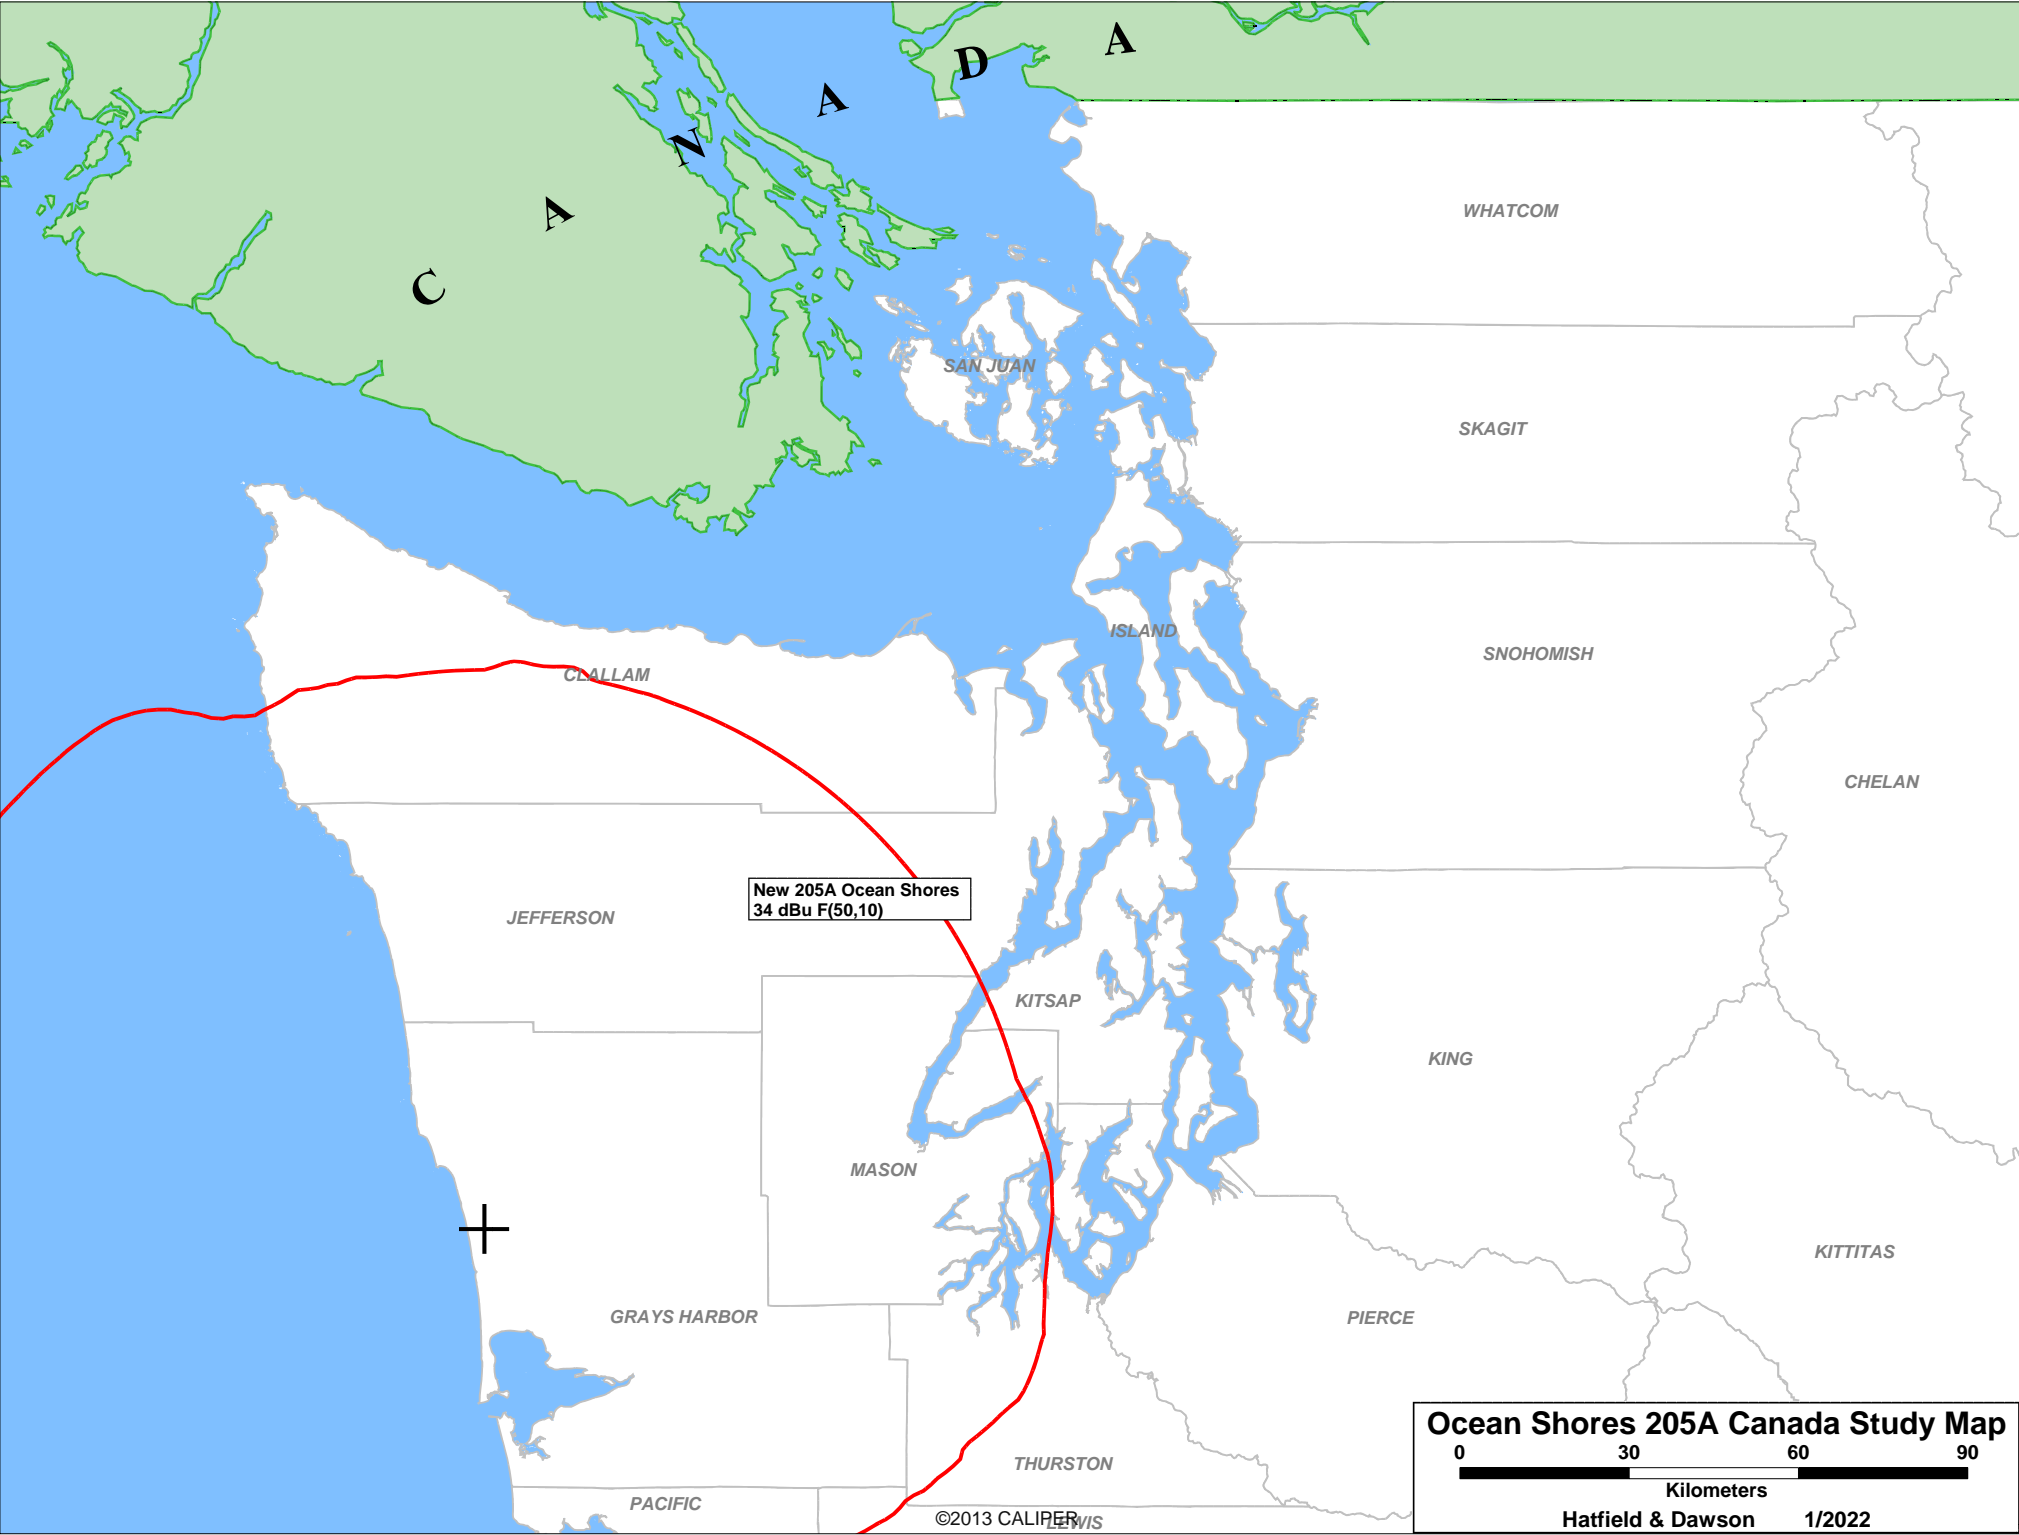 C A N A D A
WHATCOM
SAN JUAN
SKAGIT
ISLAND
SNOHOMISH
CLALLAM
CHELAN
New 205A Ocean Shores
34 dBu F(50,10)
JEFFERSON
KITSAP
KING
MASON
KITTITAS
GRAYS HARBOR
PIERCE
THURSTON
PACIFIC
LEWIS
©2013 CALIPER
Ocean Shores 205A Canada Study Map
0 30 60 90
Kilometers
Hatfield & Dawson 1/2022